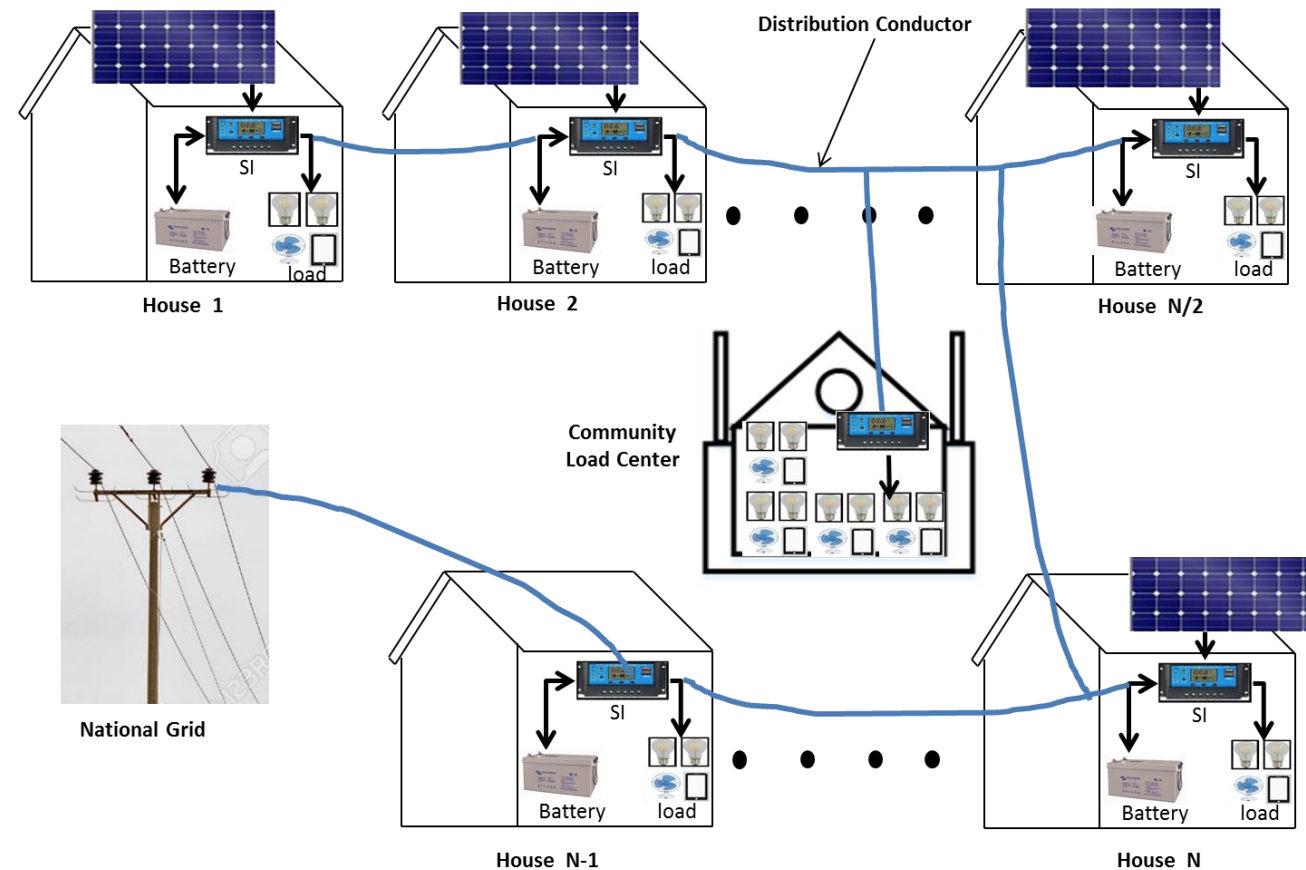 Distribution Conductor
SI
Battery
load
House 1
SI
Battery
load
House 2
SI
Battery
load
House N/2
Community
Load Center
National Grid
SI
Battery
load
House N-1
SI
Battery
load
House N